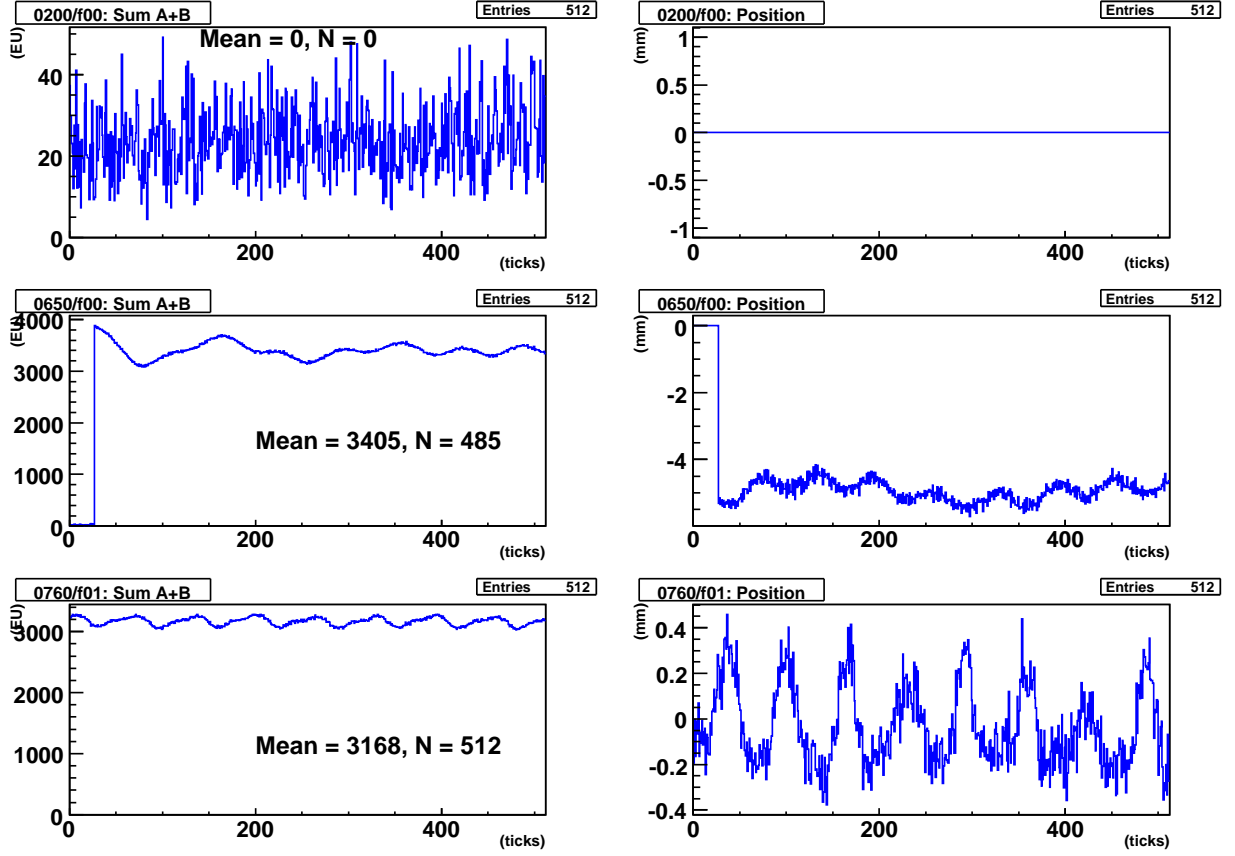 0200/f00: Sum A+B
Entries 512
(EU)
Mean = 0, N = 0
40
20
0
0 200 400
(ticks)
0200/f00: Position
Entries 512
(mm)
1
0.5
0
-0.5
-1
0 200 400
(ticks)
0650/f00: Sum A+B
Entries 512
(EU)
4000
3000
2000
1000
0
Mean = 3405, N = 485
0 200 400
(ticks)
0650/f00: Position
Entries 512
(mm)
0
-2
-4
0 200 400
(ticks)
0760/f01: Sum A+B
Entries 512
(EU)
3000
2000
1000
0
Mean = 3168, N = 512
0 200 400
(ticks)
0760/f01: Position
Entries 512
(mm)
0.4
0.2
0
-0.2
-0.4
0 200 400
(ticks)